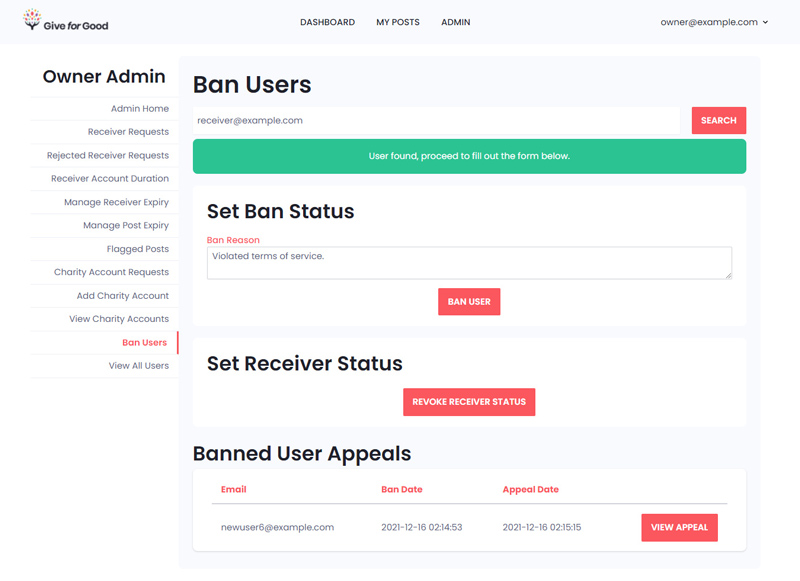 Give for Good
DASHBOARD
MY POSTS
ADMIN
owner@example.com
Owner Admin
Admin Home
Receiver Requests
Rejected Receiver Requests
Receiver Account Duration
Manage Receiver Expiry
Manage Post Expiry
Flagged Posts
Charity Account Requests
Add Charity Account
View Charity Accounts
Ban Users
View All Users
Ban Users
receiver@example.com
SEARCH
User found, proceed to fill out the form below.
Set Ban Status
Ban Reason
Violated terms of service.
BAN USER
Set Receiver Status
REVOKE RECEIVER STATUS
Banned User Appeals
Email Ban Date Appeal Date
newuser6@example.com 2021-12-16 02:14:53 2021-12-16 02:15:15 VIEW APPEAL